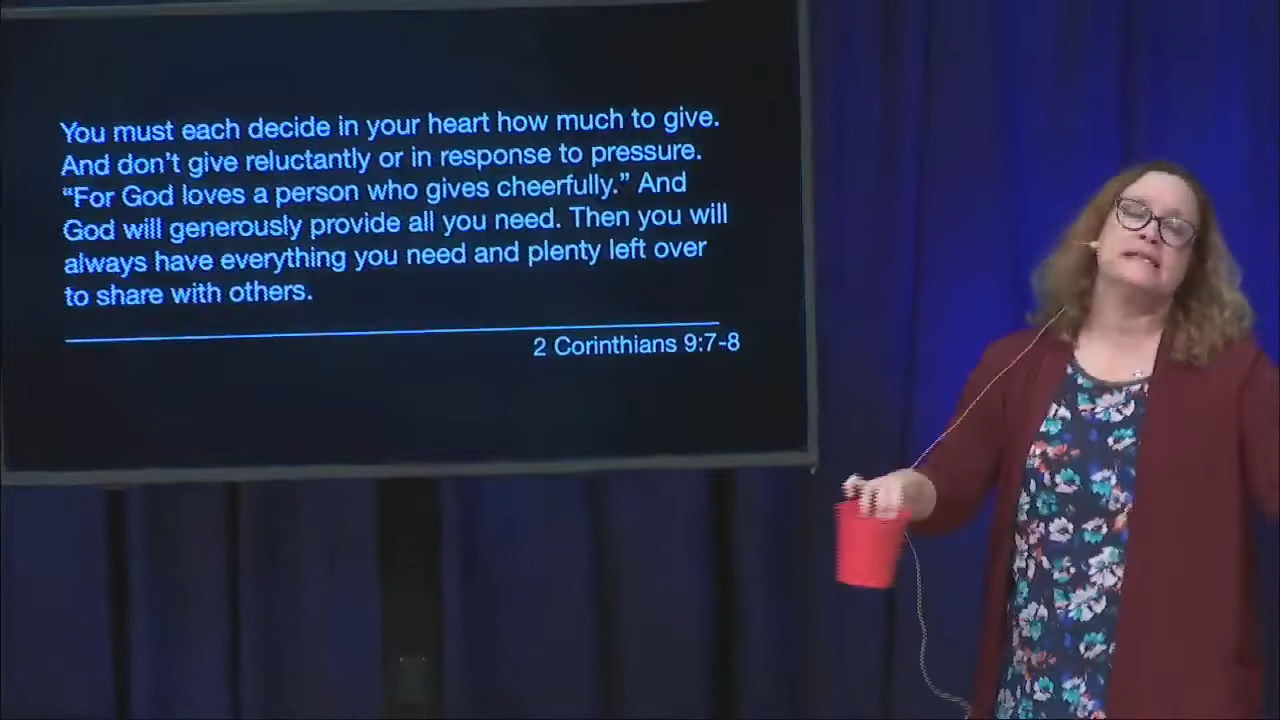 You must each decide in your heart how much to give.
And don't give reluctantly or in response to pressure.
“For God loves a person who gives cheerfully.” And
God will generously provide all you need. Then you will
always have everything you need and plenty left over
to share with others.
2 Corinthians 9:7-8